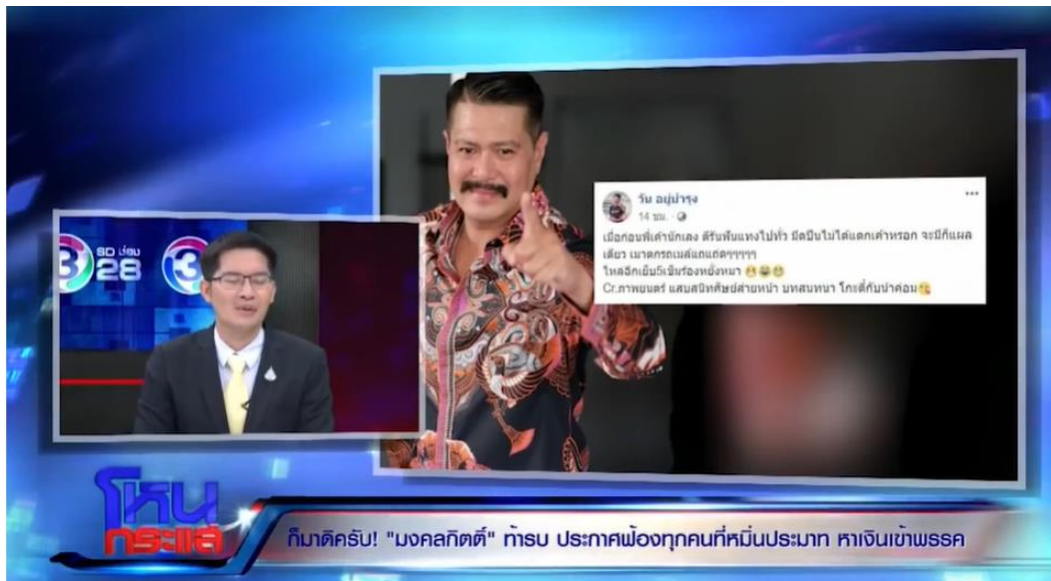 วัน อยู่บำรุง
14 ชม.
เมื่อก่อนพี่เค้านักเลง ตีรันฟันแทงไปทั่ว มีดปืนไม่ได้แดกเค้าหรอก จะมีก็แผล
เดียว เมาตกรถเมล์แถแถ่ดๆๆๆๆๆ
ไหล่ฉีกเย็บ5เข็มร้องหยั่งหมา
Cr.ภาพยนตร์ แสบสนิทศิษย์ส่ายหน้า บทสนทนา โกะตี๋กับน่าค่อม
3 SD ช่อง
28
3
โหน
กระแส
ก็มาดิครับ! "มงคลกิตติ์" ท้ารบ ประกาศฟ้องทุกคนที่หมิ่นประมาท หาเงินเข้าพรรค